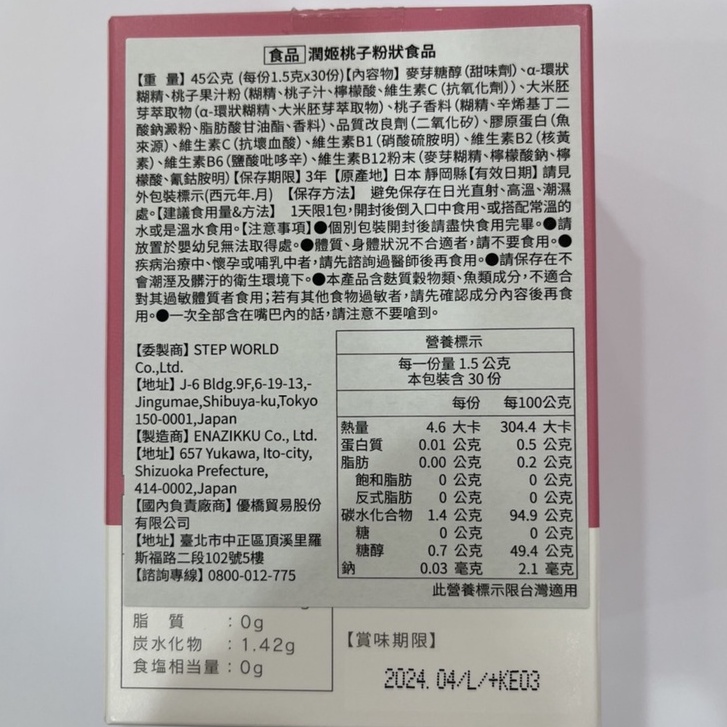 食品 潤姬桃子粉狀食品
【重 量】45公克 (每份1.5克x30份)【內容物】麥芽糖醇(甜味劑)、α-環狀
糊精、桃子果汁粉(糊精、桃子汁、檸檬酸、維生素C(抗氧化劑))、大米胚
芽萃取物(α-環狀糊精、大米胚芽萃取物)、桃子香料(糊精、辛烯基丁二
酸鈉澱粉、脂肪酸甘油酯、香料)、品質改良劑(二氧化矽)、膠原蛋白(魚
來源)、維生素C(抗壞血酸)、維生素B1(硝酸硫胺明)、維生素B2(核黃
素)、維生素B6(鹽酸吡哆辛)、維生素B12粉末(麥芽糊精、檸檬酸鈉、檸
檬酸、氰鈷胺明)【保存期限】3年【原產地】日本 靜岡縣【有效日期】請見
外包裝標示(西元年.月) 【保存方法】 避免保存在日光直射、高溫、潮濕
處。【建議食用量&方法】 1天限1包,開封後倒入口中食用、或搭配常溫的
水或是溫水食用。【注意事項】●個別包裝開封後請盡快食用完畢。●請
放置於嬰幼兒無法取得處。●體質、身體狀況不合適者,請不要食用。●
疾病治療中、懷孕或哺乳中者,請先諮詢過醫師後再食用。●請保存在不
會潮溼及髒汙的衛生環境下。●本產品含麩質穀物類、魚類成分,不適合
對其過敏體質者食用;若有其他食物過敏者,請先確認成分內容後再食
用。●一次全部含在嘴巴內的話,請注意不要嗆到。
【委製商】STEP WORLD
Co.,Ltd.
【地址】J-6 Bldg.9F,6-19-13,-
Jingumae,Shibuya-ku,Tokyo
150-0001,Japan
【製造商】ENAZIKKU Co., Ltd.
【地址】657 Yukawa, Ito-city,
Shizuoka Prefecture,
414-0002,Japan
【國內負責廠商】優橋貿易股份
有限公司
【地址】臺北市中正區頂溪里羅
斯福路二段102號5樓
【諮詢專線】0800-012-775
營養標示
每一份量 1.5 公克
本包裝含 30 份
每份 每100公克
熱量 4.6 大卡 304.4 大卡
蛋白質 0.01 公克 0.5 公克
脂肪 0.00 公克 0.2 公克
飽和脂肪 0 公克 0 公克
反式脂肪 0 公克 0 公克
碳水化合物 1.4 公克 94.9 公克
糖 0 公克 0 公克
糖醇 0.7 公克 49.4 公克
鈉 0.03 毫克 2.1 毫克
此營養標示限台灣適用
脂 質 :0g
炭水化物 :1.42g
食塩相当量:0g
【賞味期限】
2024. 04/L/+KE03